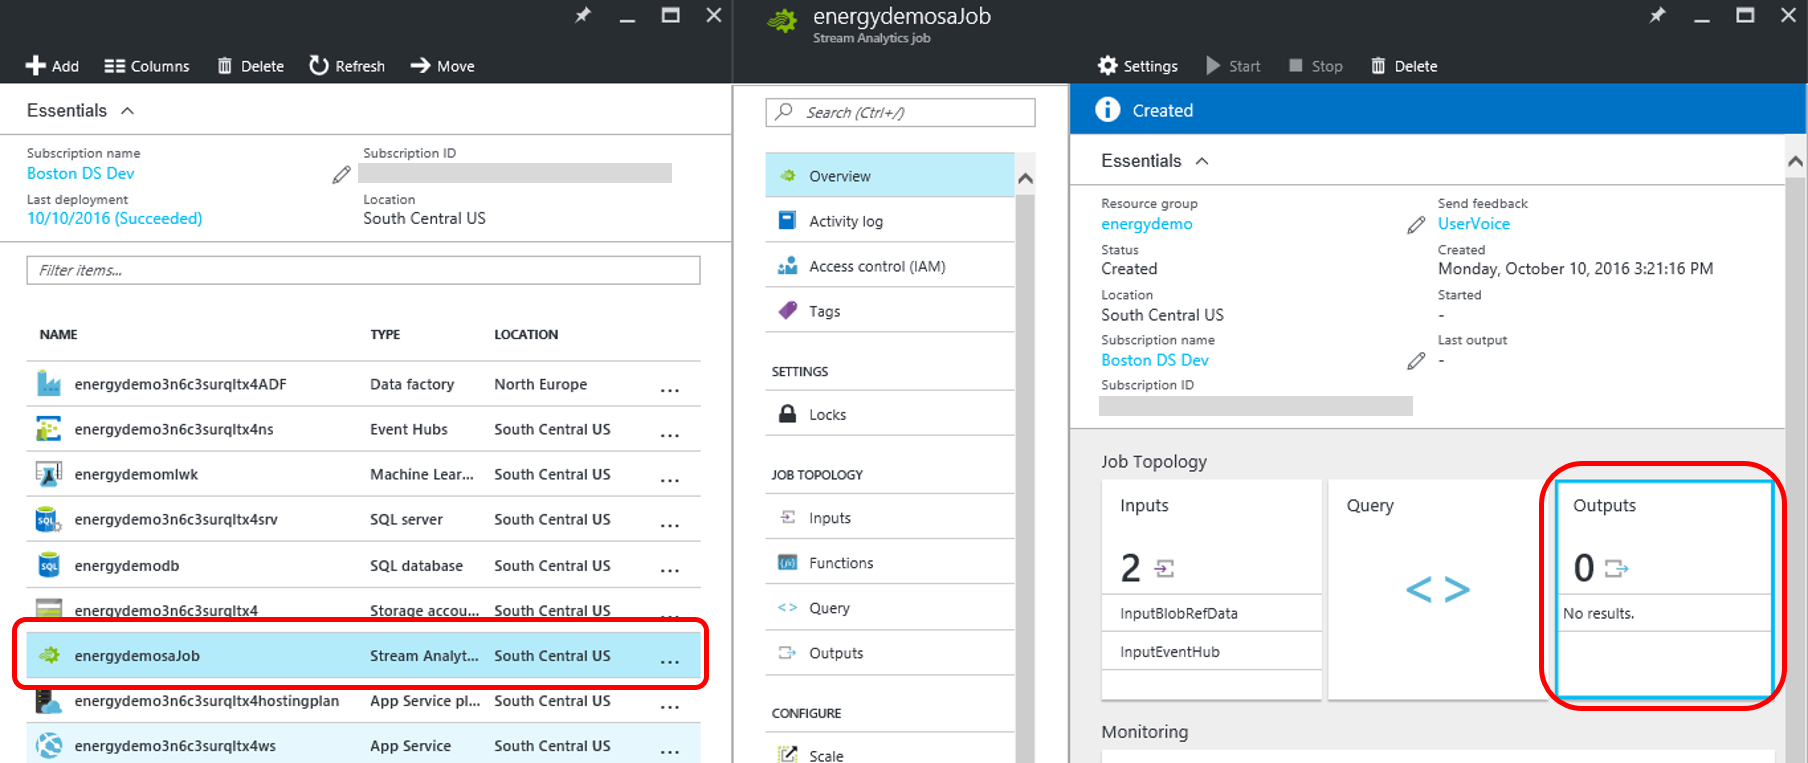 Add Columns Delete Refresh Move
Essentials
Subscription name Subscription ID
Boston DS Dev
Last deployment Location
10/10/2016 (Succeeded) South Central US
Filter items...
NAME TYPE LOCATION
energydemo3n6c3surqltx4ADF Data factory North Europe ...
energydemo3n6c3surqltx4ns Event Hubs South Central US ...
energydemomlwk Machine Lear... South Central US ...
energydemo3n6c3surqltx4srv SQL server South Central US ...
energydemodb SQL database South Central US ...
energydemo3n6c3surqltx4 Storage accou... South Central US ...
energydemosaJob Stream Analyt... South Central US ...
energydemo3n6c3surqltx4hostingplan App Service pl... South Central US ...
energydemo3n6c3surqltx4ws App Service South Central US ...
energydemosaJob
Stream Analytics job
Search (Ctrl+/)
Overview
Activity log
Access control (IAM)
Tags
SETTINGS
Locks
JOB TOPOLOGY
Inputs
Functions
Query
Outputs
CONFIGURE
Scale
Settings Start Stop Delete
Created
Essentials
Resource group Send feedback
energydemo UserVoice
Status Created
Created Monday, October 10, 2016 3:21:16 PM
Location Started
South Central US -
Subscription name Last output
Boston DS Dev -
Subscription ID
Job Topology
Inputs Query Outputs
2 <> 0
InputBlobRefData No results.
InputEventHub
Monitoring